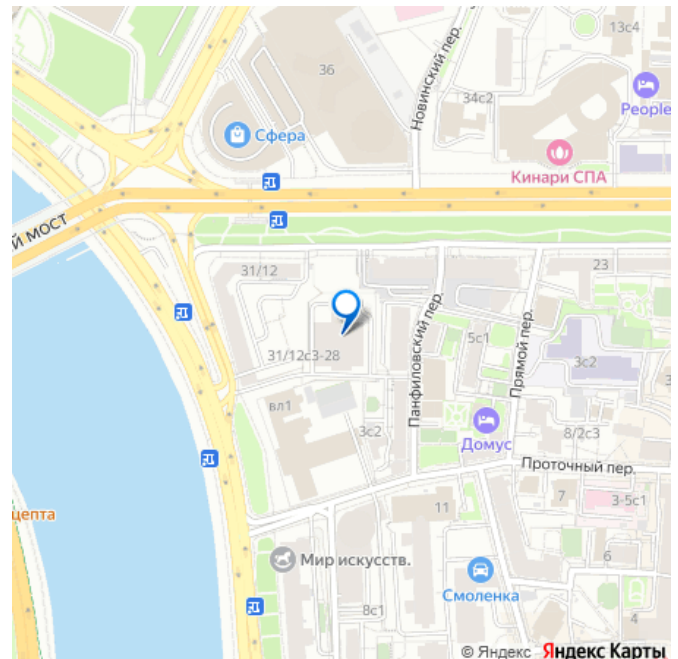 13с4
36
Новинский пер.
34с2
People
Сфера
Кинари СПА
й мост
31/12
23
Панфиловский пер.
5с1
Прямой пер.
3с2
31/12с3-28
вл1
3с2
Домус
8/2с3
Проточный пер.
7
3-5с1
цепта
11
6
Мир искусств.
Смоленка
8с1
© Яндекс Яндекс Карты